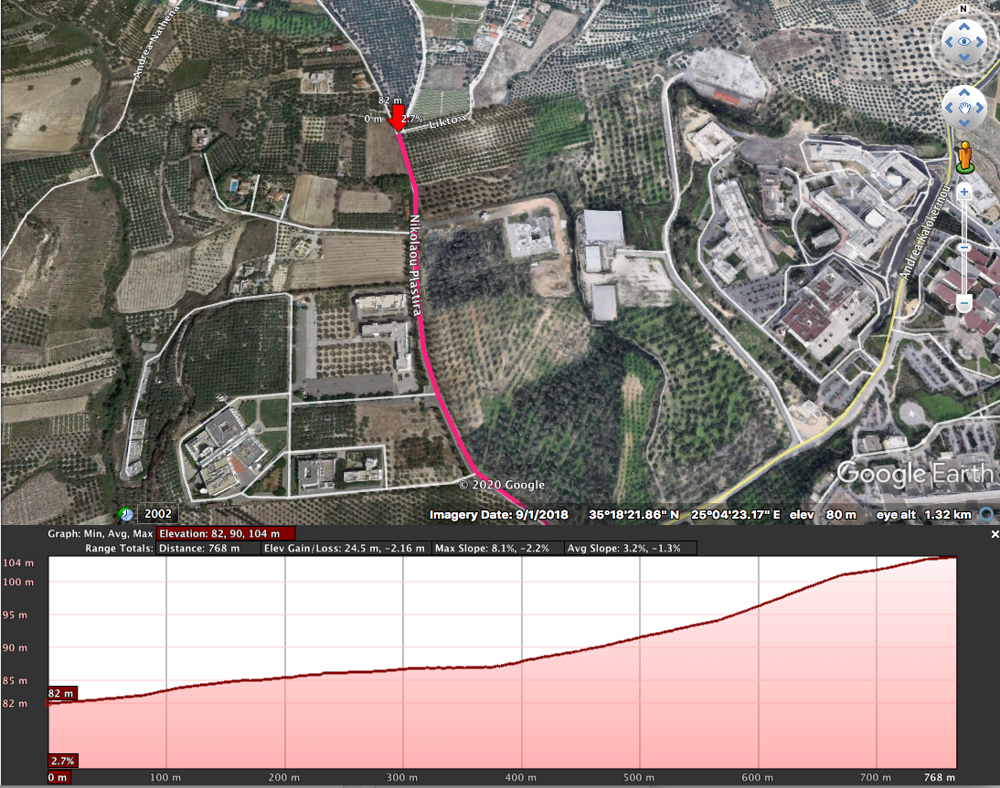 N
Andrea Nathena
82 m
0 m
2.7%
Liktou
Nikolaou Plastira
Andrea Kalokerinou
© 2020 Google
Google Earth
2002
Imagery Date: 9/1/2018 35°18'21.86" N 25°04'23.17" E elev 80 m eye alt 1.32 km
Graph: Min, Avg, Max Elevation: 82, 90, 104 m
Range Totals: Distance: 768 m Elev Gain/Loss: 24.5 m, -2.16 m Max Slope: 8.1%, -2.2% Avg Slope: 3.2%, -1.3%
104 m
100 m
95 m
90 m
85 m
82 m
82 m
2.7%
0 m 100 m 200 m 300 m 400 m 500 m 600 m 700 m 768 m